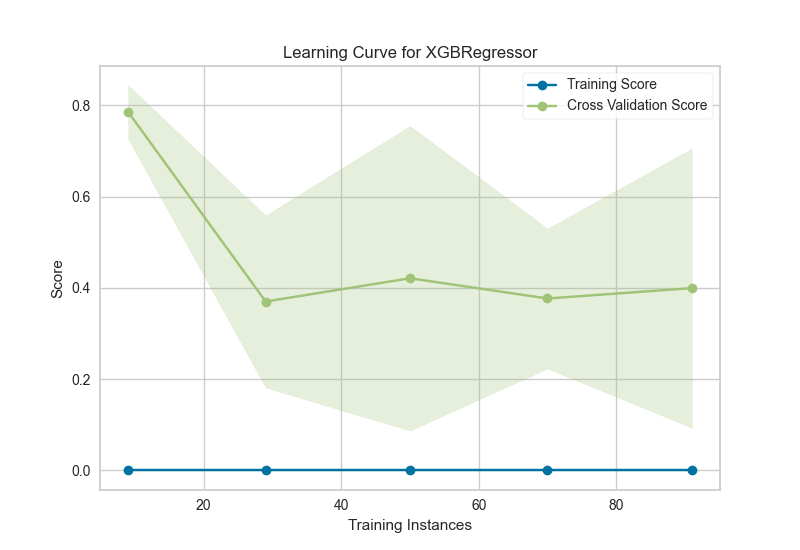 Learning Curve for XGBRegressor
Training Score
Cross Validation Score
0.8
0.6
0.4
0.2
0.0
Score
20 40 60 80
Training Instances